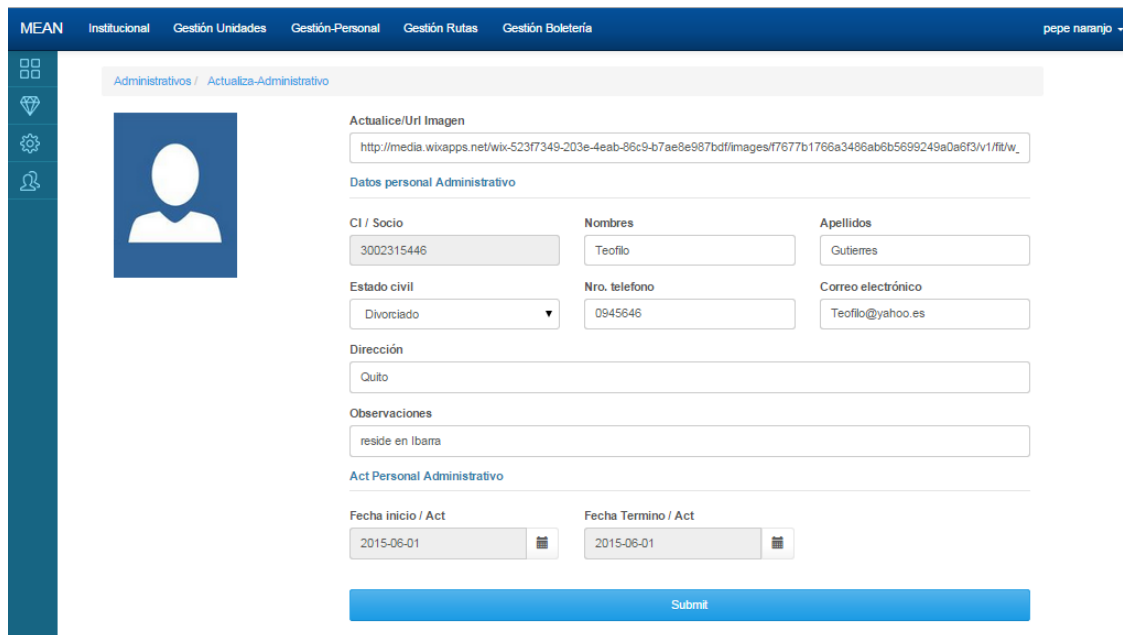 MEAN Institucional Gestión Unidades Gestión-Personal Gestión Rutas Gestión Boletería pepe naranjo
Administrativos / Actualiza-Administrativo
Actualice/Url Imagen
http://media.wixapps.net/wix-523f7349-203e-4eab-86c9-b7ae8e987bdf/images/f7677b1766a3486ab6b5699249a0a6f3/v1/fit/w_
Datos personal Administrativo
CI / Socio Nombres Apellidos
3002315446 Teofilo Gutierres
Estado civil Nro. telefono Correo electrónico
Divorciado 0945646 Teofilo@yahoo.es
Dirección
Quito
Observaciones
reside en Ibarra
Act Personal Administrativo
Fecha inicio / Act Fecha Termino / Act
2015-06-01 2015-06-01
Submit